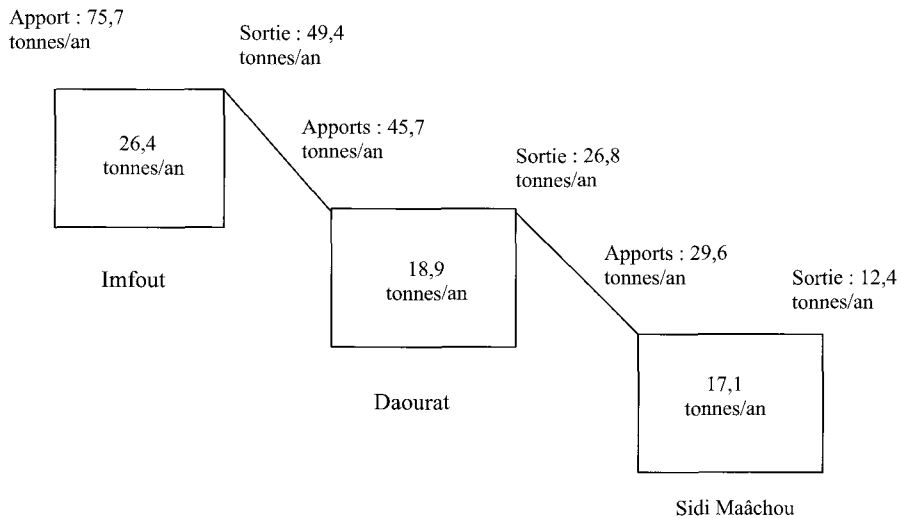 Apport : 75,7
tonnes/an
Sortie : 49,4
tonnes/an
26,4
tonnes/an
Imfout
Apports : 45,7
tonnes/an
Sortie : 26,8
tonnes/an
18,9
tonnes/an
Daourat
Apports : 29,6
tonnes/an
Sortie : 12,4
tonnes/an
17,1
tonnes/an
Sidi Maâchou